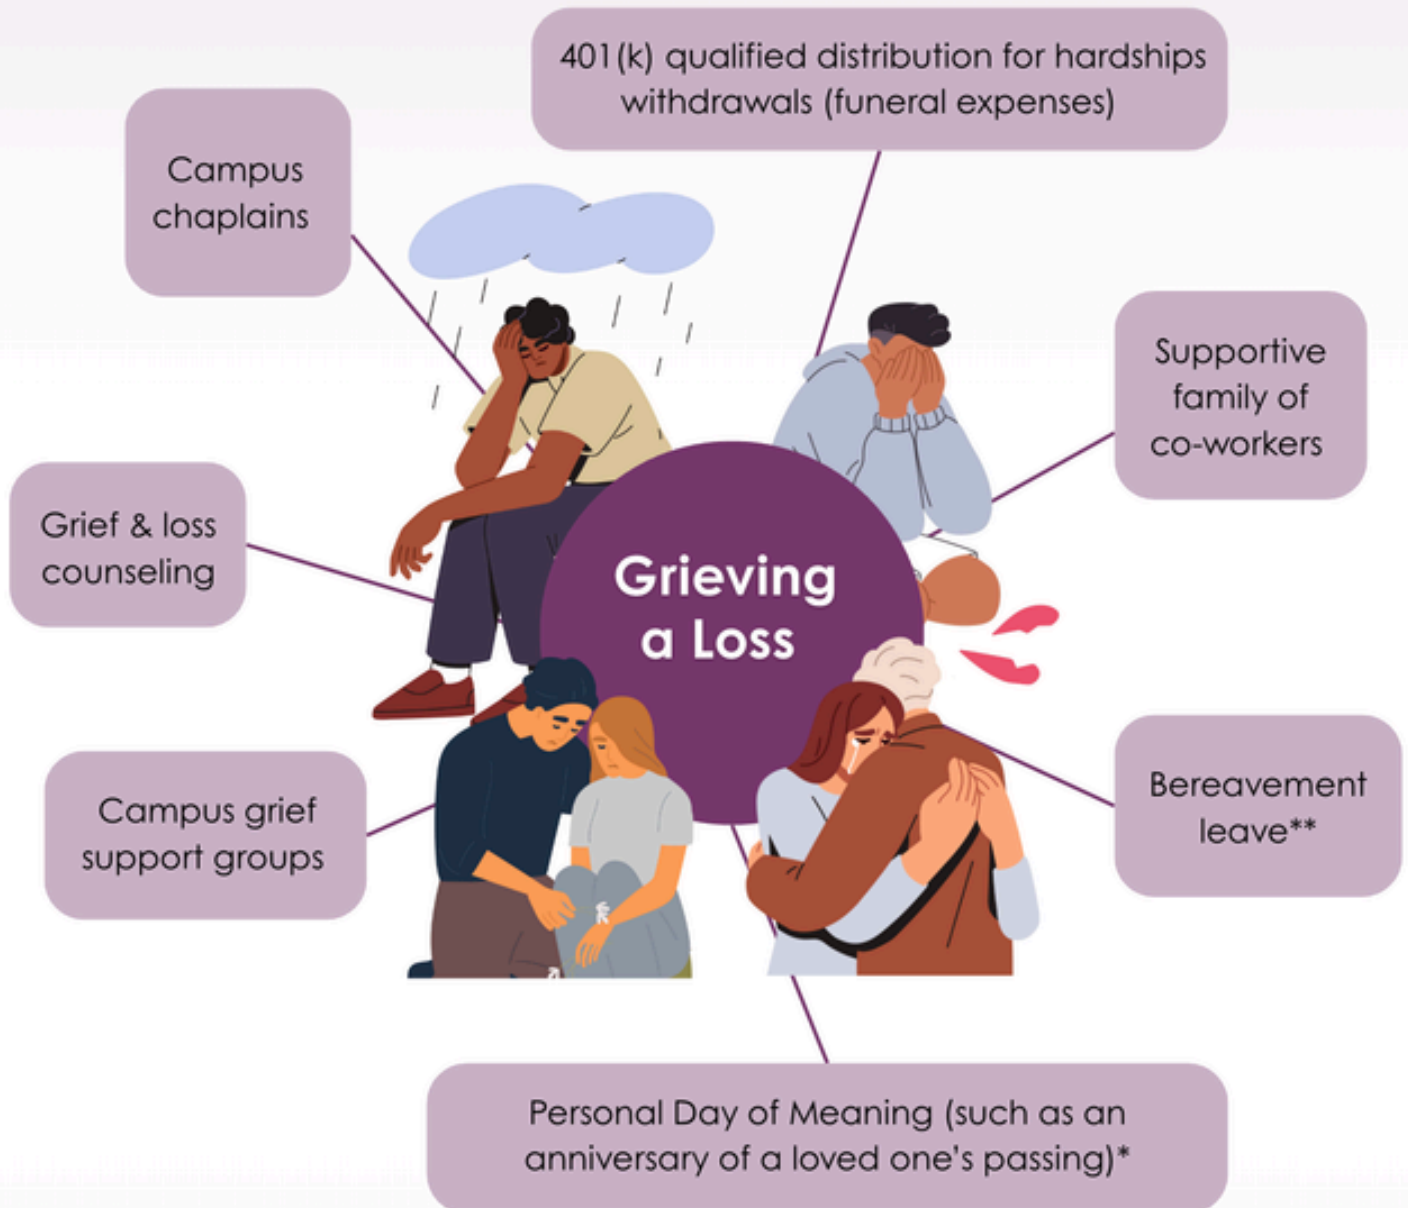 401(k) qualified distribution for hardships
withdrawals (funeral expenses)
Campus
chaplains
Supportive
family of
co-workers
Grief & loss
counseling
Grieving
a Loss
Campus grief
support groups
Bereavement
leave**
Personal Day of Meaning (such as an
anniversary of a loved one's passing)*